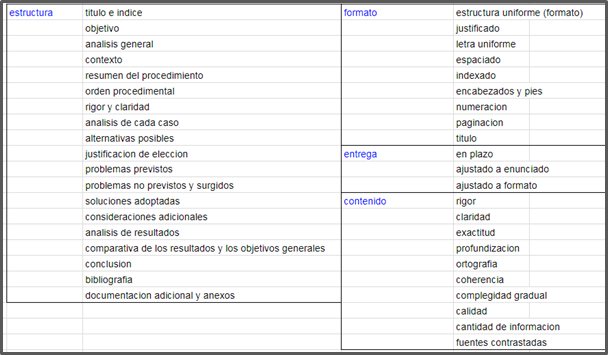 estructura titulo e indice
objetivo
analisis general
contexto
resumen del procedimiento
orden procedimental
rigor y claridad
analisis de cada caso
alternativas posibles
justificacion de eleccion
problemas previstos
problemas no previstos y surgidos
soluciones adoptadas
consideraciones adicionales
analisis de resultados
comparativa de los resultados y los objetivos generales
conclusion
bibliografia
documentacion adicional y anexos
formato estructura uniforme (formato)
justificado
letra uniforme
espaciado
indexado
encabezados y pies
numeracion
paginacion
titulo
entrega en plazo
ajustado a enunciado
ajustado a formato
contenido rigor
claridad
exactitud
profundizacion
ortografia
coherencia
complegidad gradual
calidad
cantidad de informacion
fuentes contrastadas